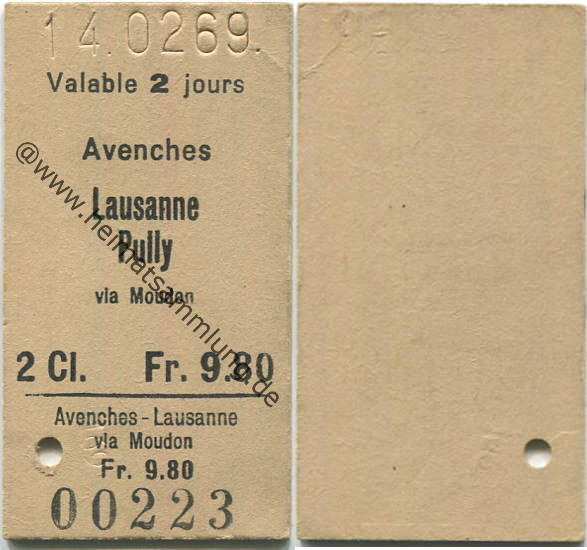 14.0269.
Valable 2 jours
Avenches
Lausanne
Pully
via Moudon
2 Cl. Fr. 9.80
Avenches-Lausanne
via Moudon
Fr. 9.80
00223
@www.heimatsammlung.de